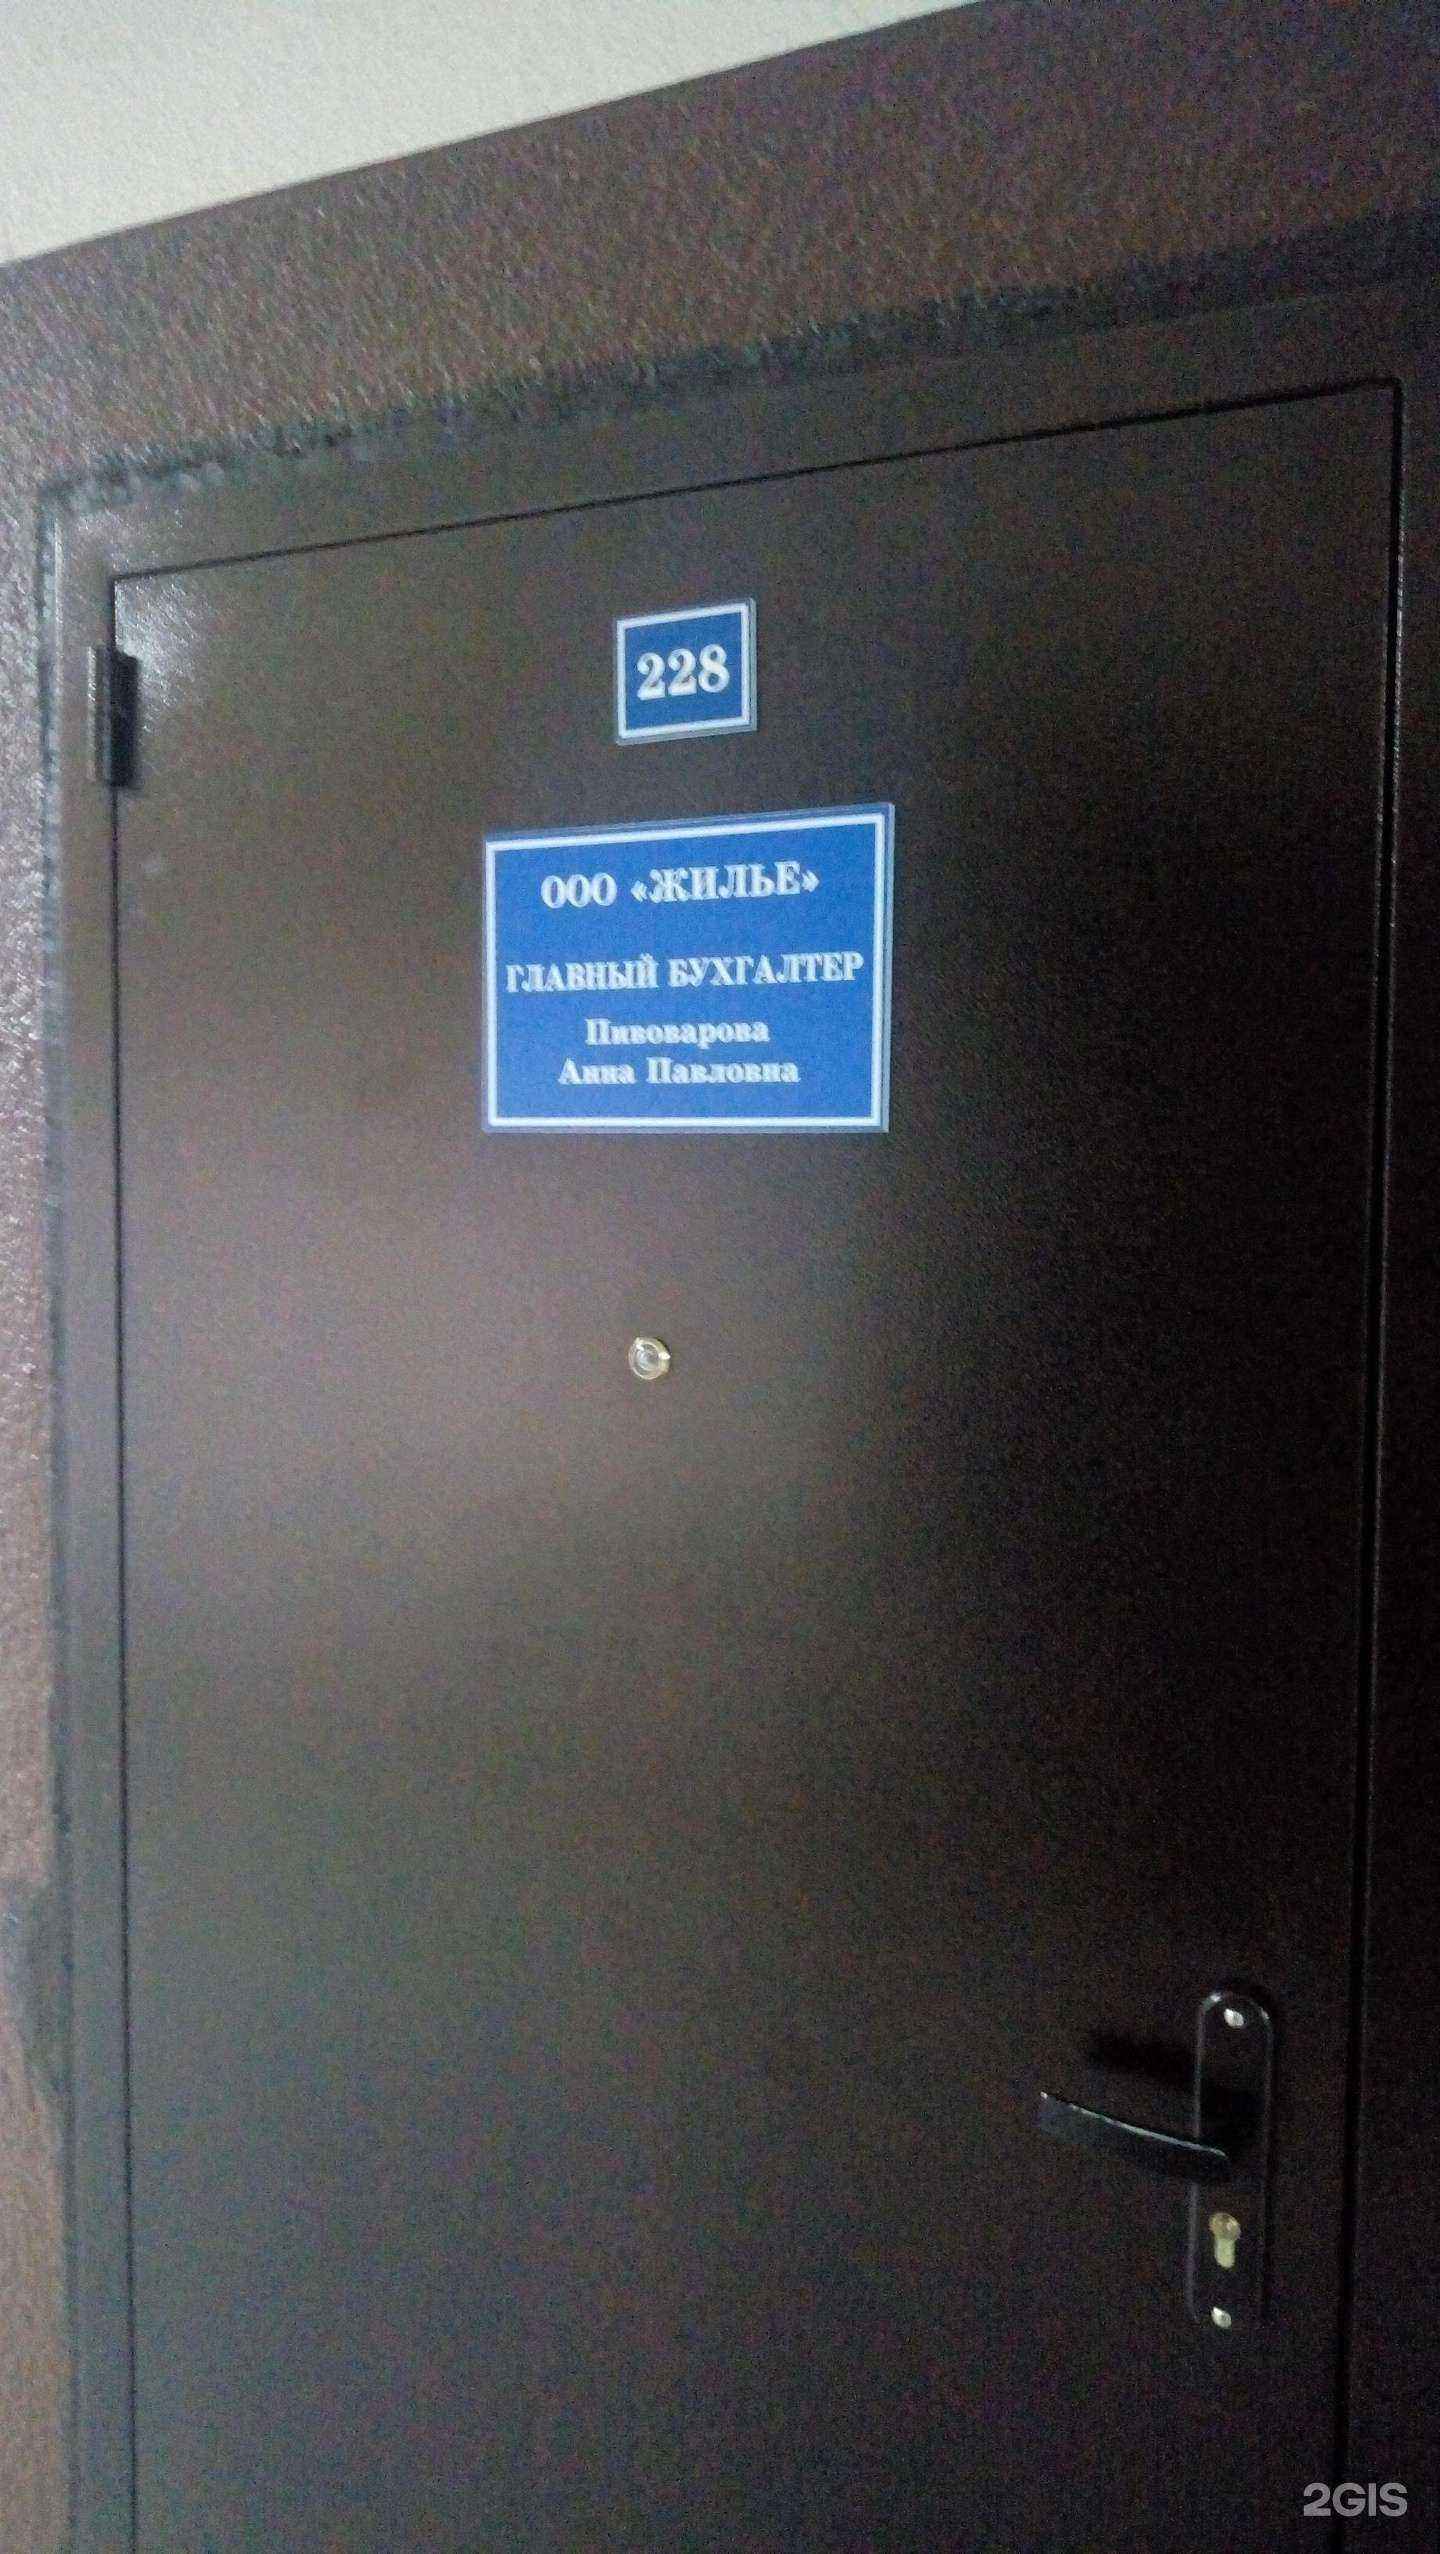 228
ООО «ЖИЛЬЕ»
ГЛАВНЫЙ БУХГАЛТЕР
Пивоварова
Анна Павловна
2GIS